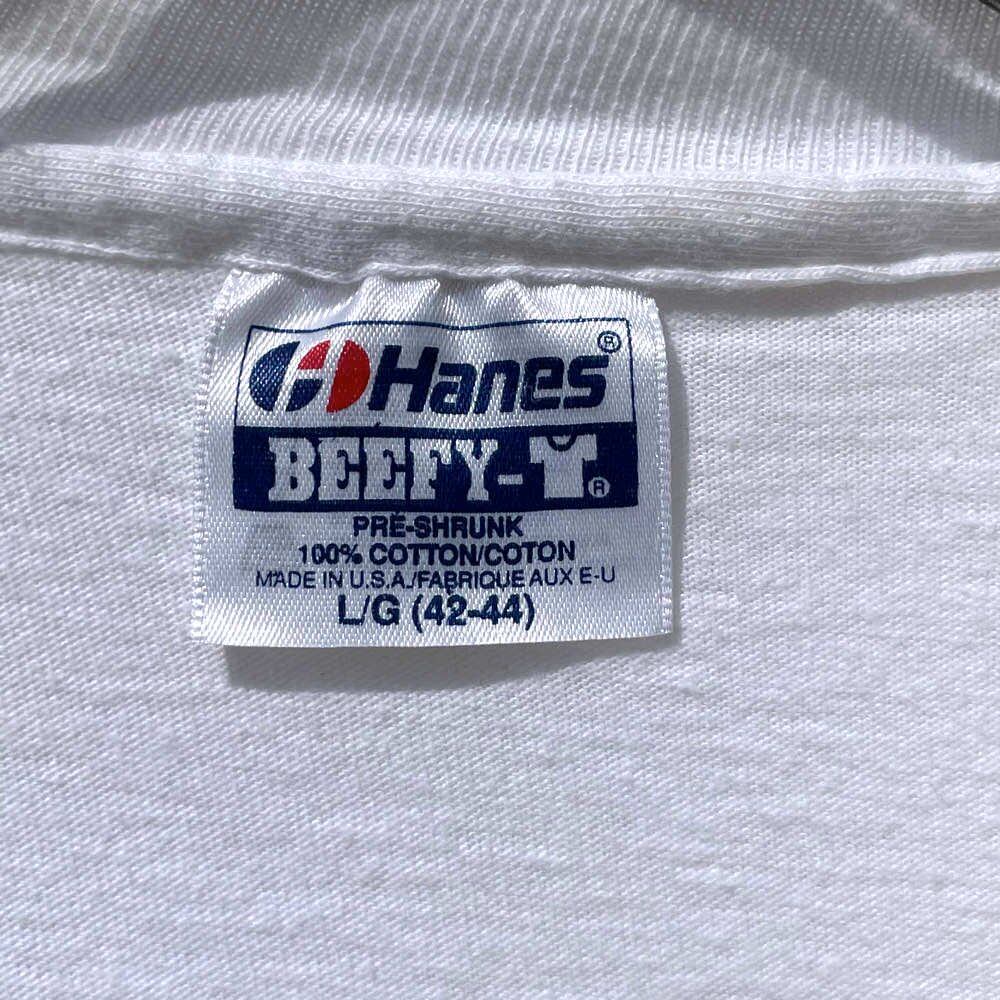 Hanes®
BEEFY-T®
PRE-SHRUNK
100% COTTON/COTON
MADE IN U.S.A./FABRIQUE AUX E-U
L/G (42-44)